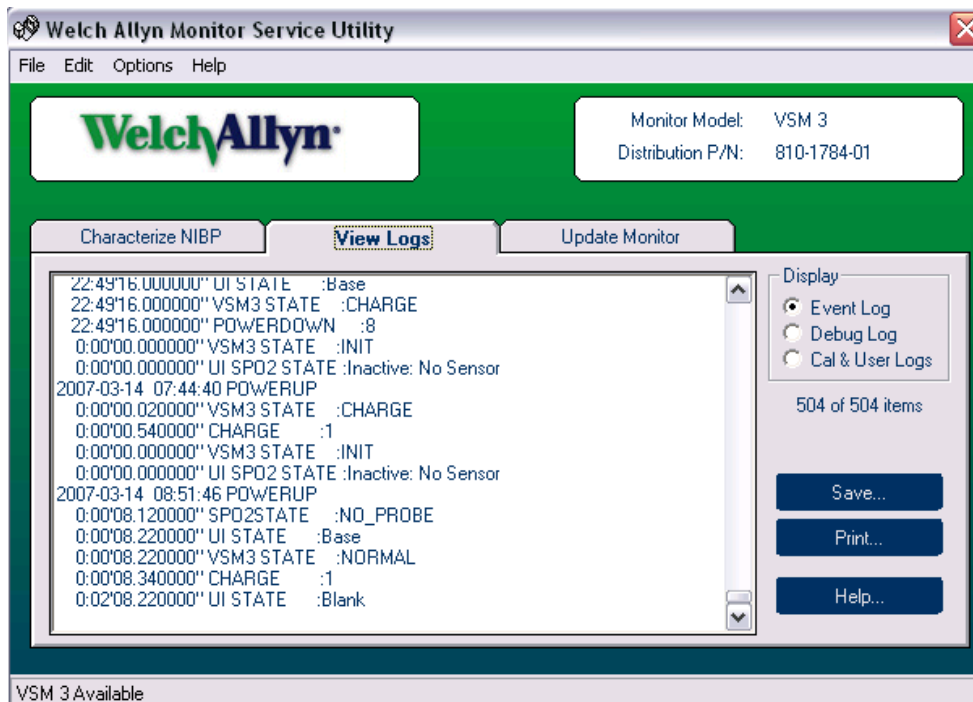 Welch Allyn Monitor Service Utility
File Edit Options Help
WelchAllyn
Monitor Model: VSM 3
Distribution P/N: 810-1784-01
Characterize NIBP
View Logs
Update Monitor
22:49'16.000000" UI STATE :Base
22:49'16.000000" VSM3 STATE :CHARGE
22:49'16.000000" POWERDOWN :8
0:00'00.000000" VSM3 STATE :INIT
0:00'00.000000" UI SPO2 STATE :Inactive: No Sensor
2007-03-14 07:44:40 POWERUP
0:00'00.020000" VSM3 STATE :CHARGE
0:00'00.540000" CHARGE :1
0:00'00.000000" VSM3 STATE :INIT
0:00'00.000000" UI SPO2 STATE :Inactive: No Sensor
2007-03-14 08:51:46 POWERUP
0:00'08.120000" SPO2STATE :NO_PROBE
0:00'08.220000" UI STATE :Base
0:00'08.220000" VSM3 STATE :NORMAL
0:00'08.340000" CHARGE :1
0:02'08.220000" UI STATE :Blank
Display
Event Log
Debug Log
Cal & User Logs
504 of 504 items
Save...
Print...
Help...
VSM 3 Available